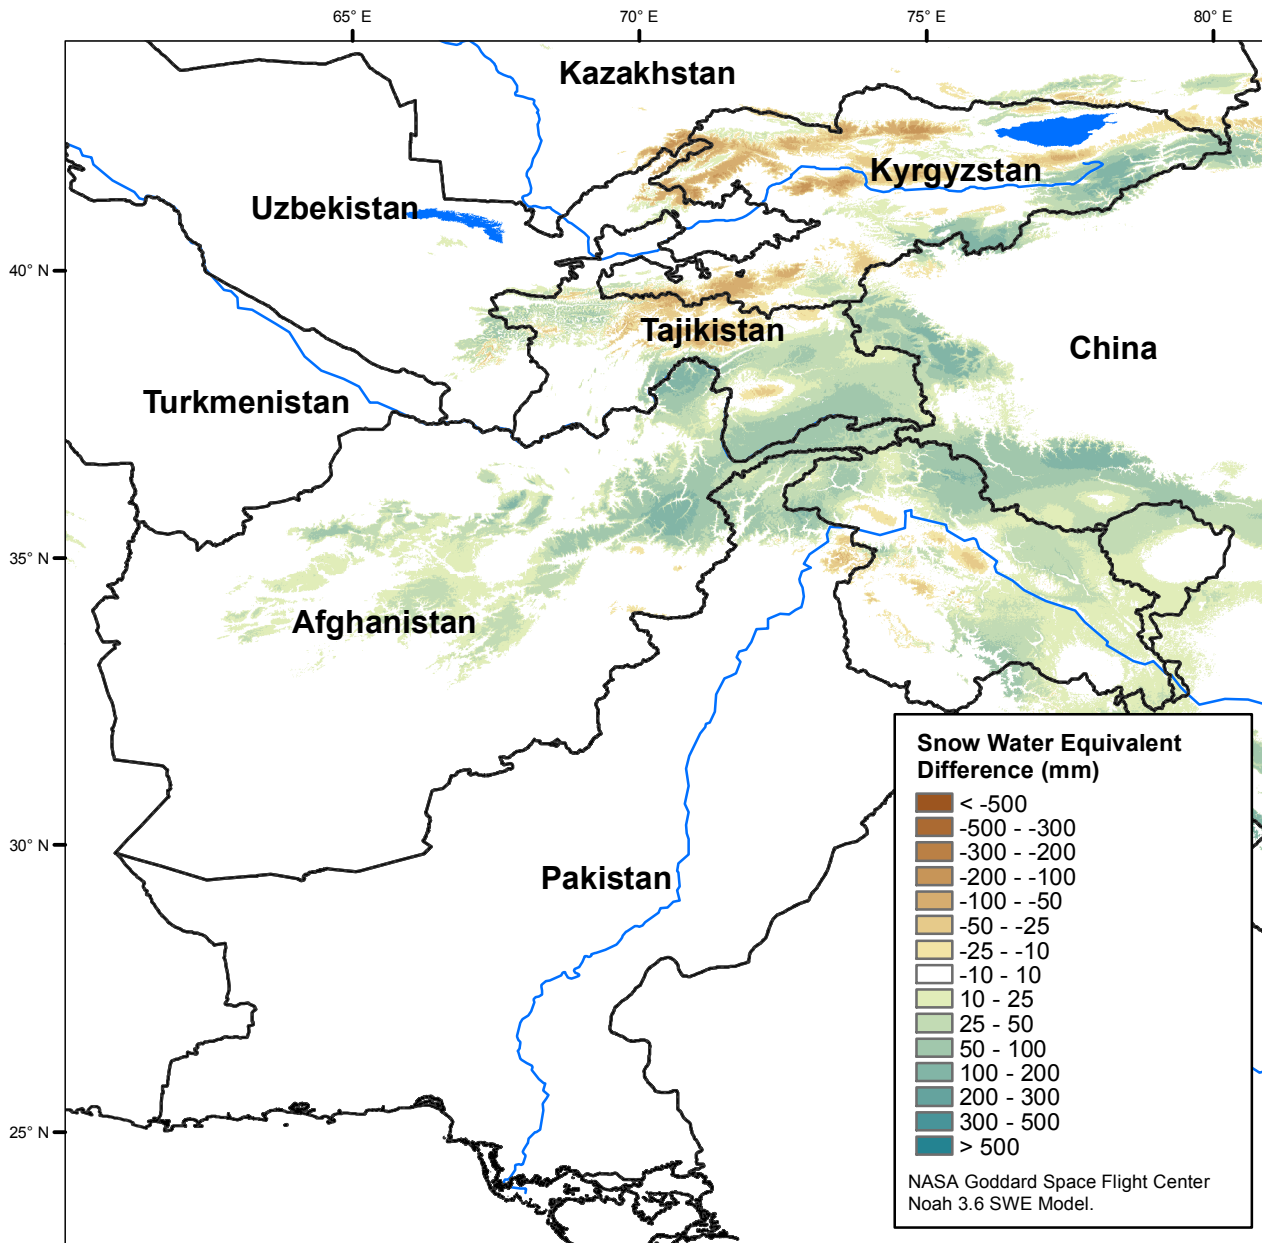 65° E
70° E
75° E
80° E
Kazakhstan
Kyrgyzstan
Uzbekistan
40° N
Tajikistan
China
Turkmenistan
35° N
Afghanistan
Snow Water Equivalent
Difference (mm)
< -500
-500 - -300
-300 - -200
-200 - -100
-100 - -50
-50 - -25
-25 - -10
-10 - 10
10 - 25
25 - 50
50 - 100
100 - 200
200 - 300
300 - 500
> 500
NASA Goddard Space Flight Center
Noah 3.6 SWE Model.
30° N
Pakistan
25° N